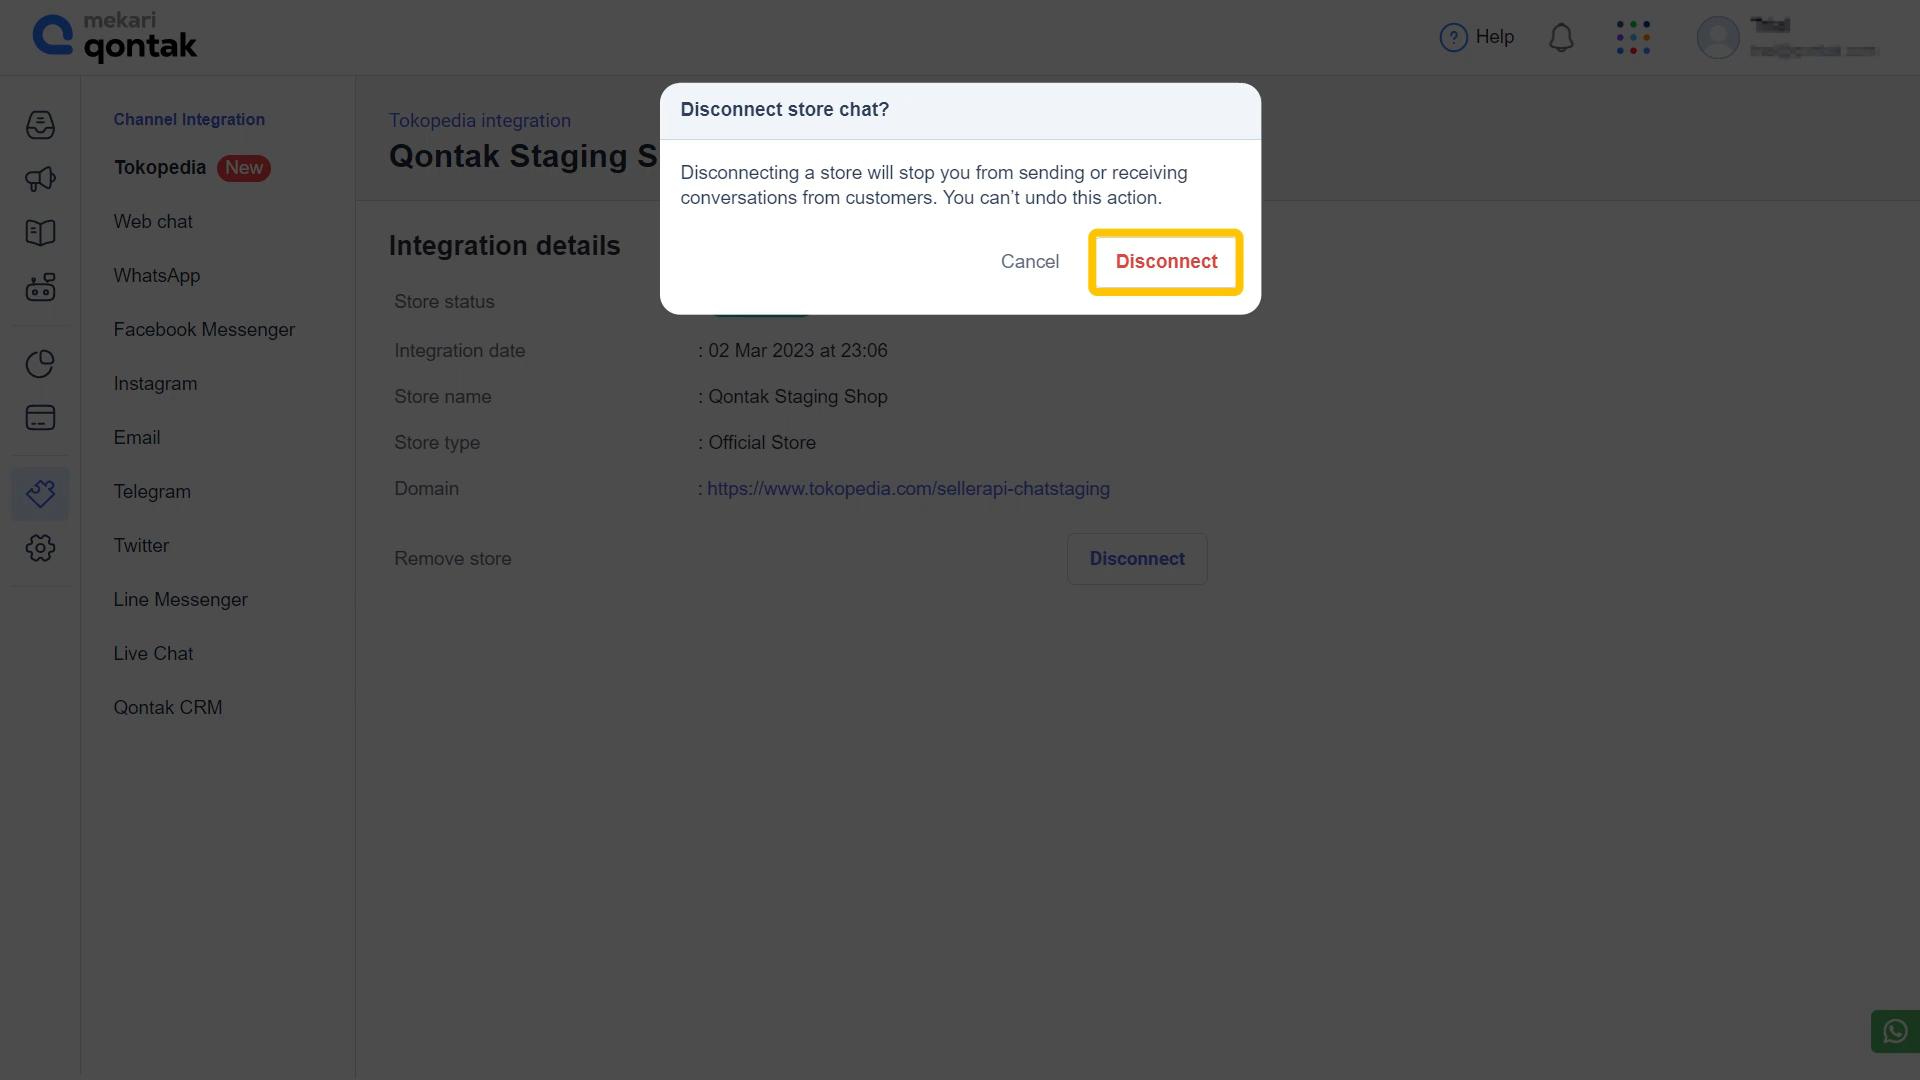 mekari
qontak
Help
Channel Integration
Tokopedia New
Web chat
WhatsApp
Facebook Messenger
Instagram
Email
Telegram
Twitter
Line Messenger
Live Chat
Qontak CRM
Tokopedia integration
Qontak Staging S
Disconnect store chat?
Disconnecting a store will stop you from sending or receiving
conversations from customers. You can’t undo this action.
Cancel Disconnect
Integration details
Store status
Integration date : 02 Mar 2023 at 23:06
Store name : Qontak Staging Shop
Store type : Official Store
Domain : https://www.tokopedia.com/sellerapi-chatstaging
Remove store Disconnect